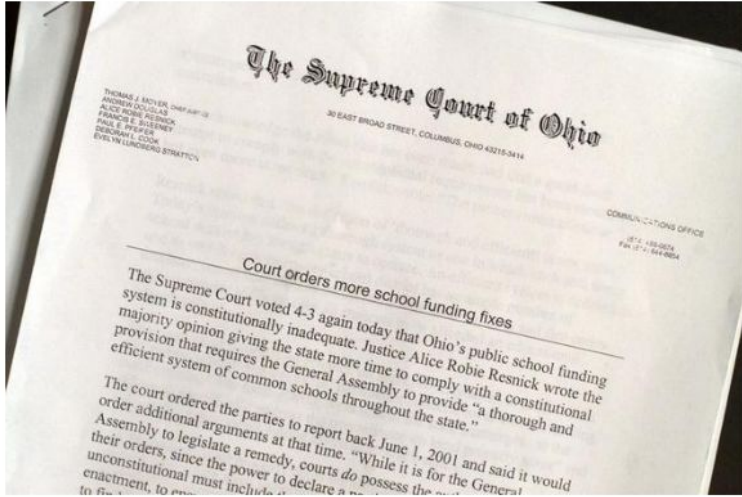 The Supreme Court of Ohio
30 EAST BROAD STREET, COLUMBUS, OHIO 43215-3414
THOMAS J. MOYER, CHIEF JUSTICE
ANDREW DOUGLAS
ALICE ROBIE RESNICK
FRANCIS E. SWEENEY
PAUL E. PFEIFER
DEBORAH L. COOK
EVELYN LUNDBERG STRATTON
COMMUNICATIONS OFFICE
Fax
Court orders more school funding fixes
The Supreme Court voted 4-3 again today that Ohio's public school funding
system is constitutionally inadequate. Justice Alice Robie Resnick wrote the
majority opinion giving the state more time to comply with a constitutional
provision that requires the General Assembly to provide “a thorough and
efficient system of common schools throughout the state.”
The court ordered the parties to report back June 1, 2001 and said it would
order additional arguments at that time. “While it is for the General
Assembly to legislate a remedy, courts do possess the
their orders, since the power to declare a
unconstitutional must include the
enactment, to